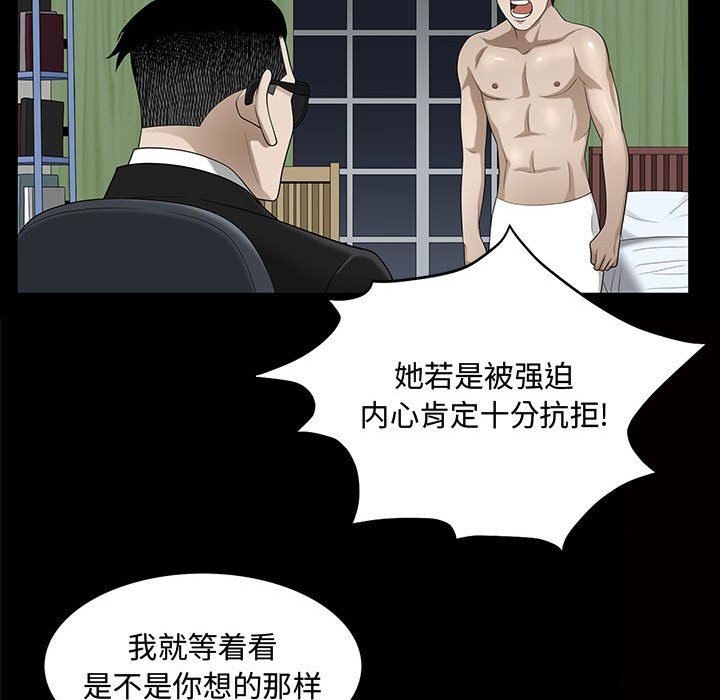 她若是被强迫
内心肯定十分抗拒!
我就等着看
是不是你想的那样